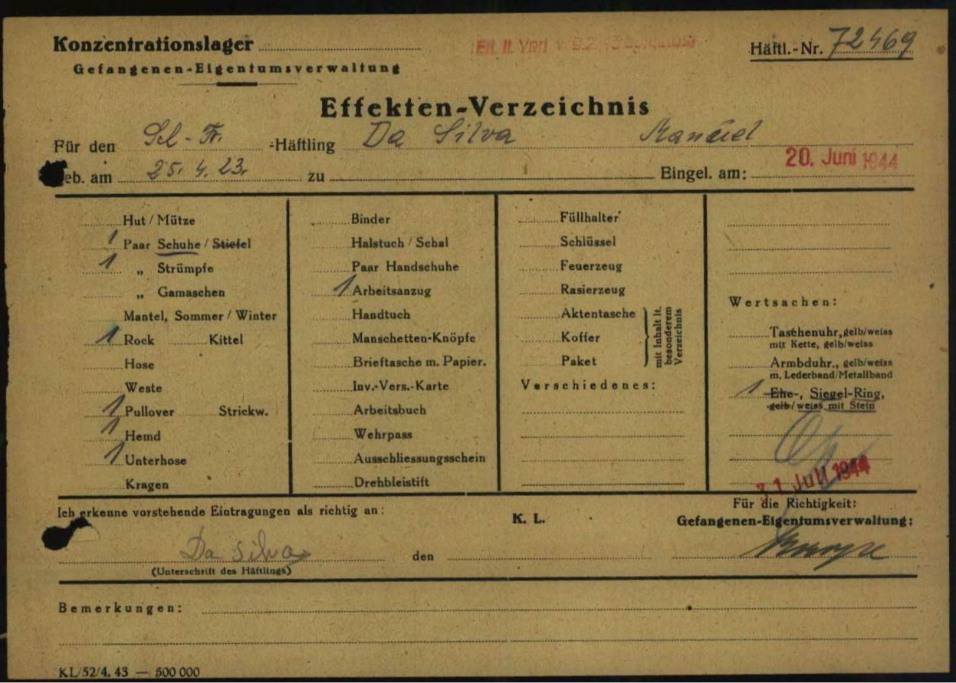 Konzentrationslager
Gefangenen-Eigentumsverwaltung
Häftl.-Nr. 72469
Effekten-Verzeichnis
Für den -Häftling Da Silva Manuel
eb. am 25. 4. 23. zu Eingel. am: 20. Juni 1944
Hut / Mütze
1 Paar Schuhe / Stiefel
1 „ Strümpfe
„ Gamaschen
Mantel, Sommer / Winter
1 Rock Kittel
Hose
Weste
1 Pullover Strickw.
1 Hemd
1 Unterhose
Kragen
Binder
Halstuch / Schal
Paar Handschuhe
1 Arbeitsanzug
Handtuch
Manschetten-Knöpfe
Brieftasche m. Papier.
Inv.-Vers.-Karte
Arbeitsbuch
Wehrpass
Ausschliessungsschein
Drehbleistift
Füllhalter
Schlüssel
Feuerzeug
Rasierzeug
Aktentasche
Koffer
Paket
mit Inhalt lt.
besonderem
Verzeichnis
Verschiedenes:
Wertsachen:
Taschenuhr, gelb/weiss
mit Kette, gelb/weiss
Armbduhr., gelb/weiss
m. Lederband/Metallband
1 Ehe-, Siegel-Ring,
gelb/weiss mit Stein
Juli 1944
Ich erkenne vorstehende Eintragungen als richtig an:
K. L.
Für die Richtigkeit:
Gefangenen-Eigentumsverwaltung:
Da Silva
den
(Unterschrift des Häftlings)
Bemerkungen:
KL/52/4. 43 — 500 000